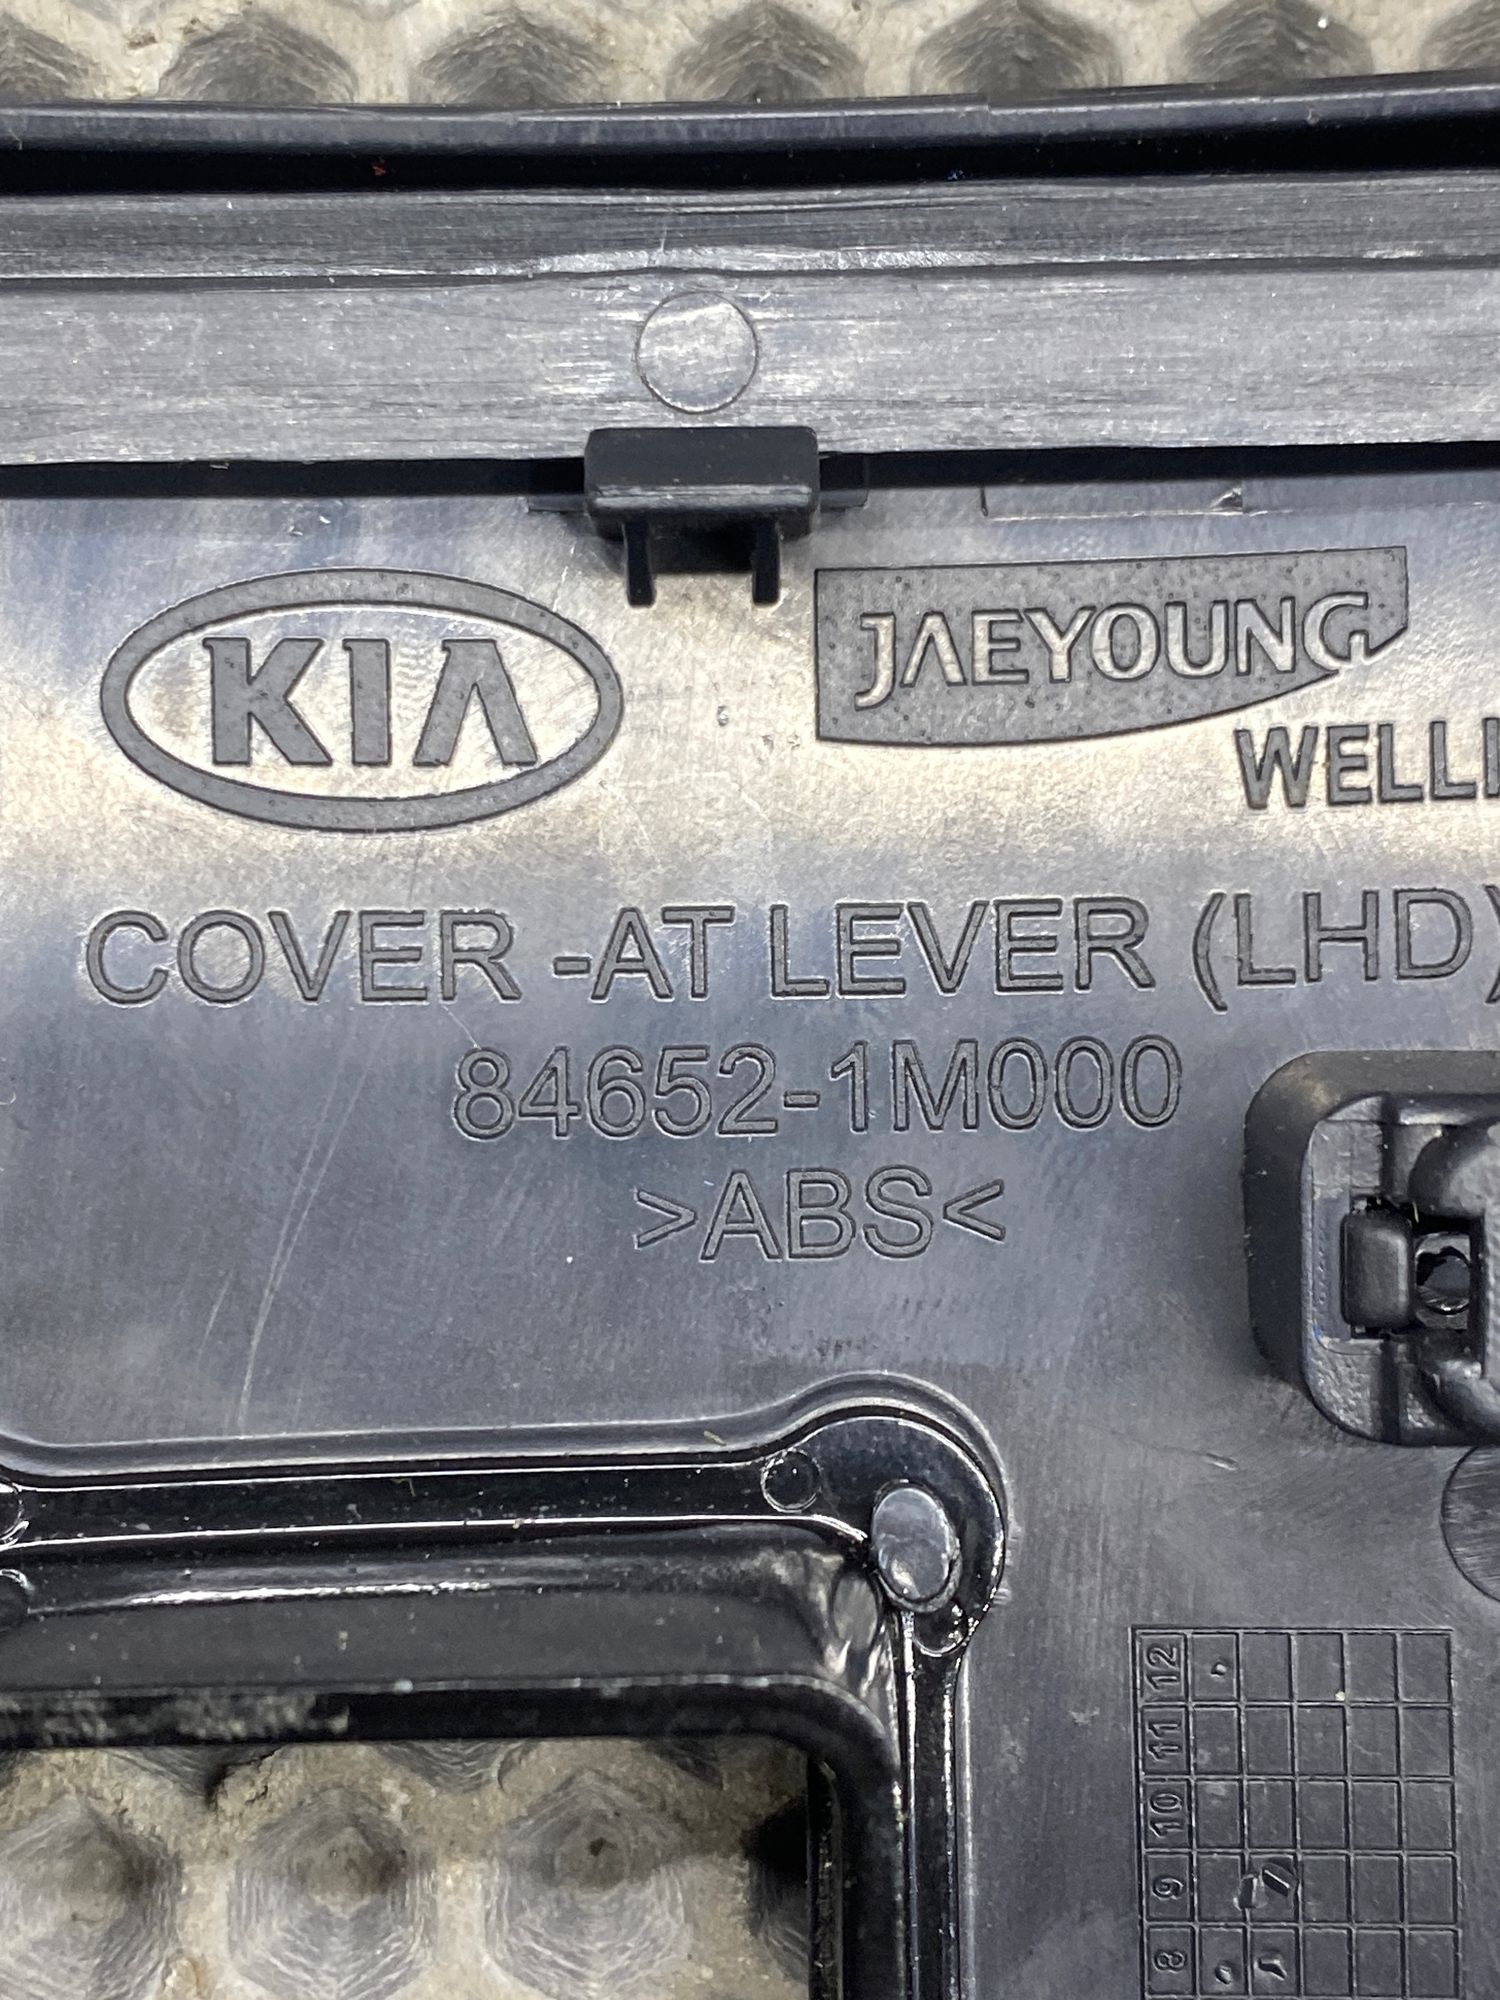 KIA
JAEYOUNG
WELLI
COVER -AT LEVER (LHD)
84652-1M000
>ABS<
12
11
10
9
8